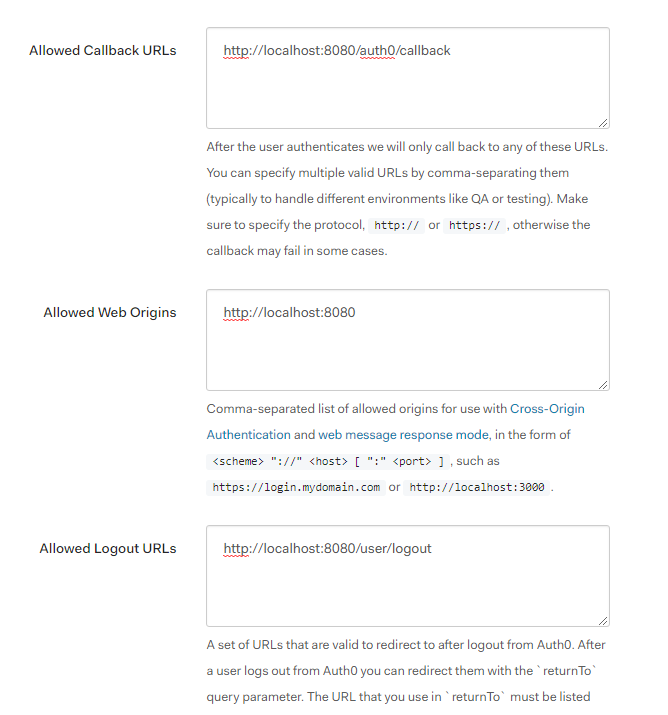 Allowed Callback URLs
http://localhost:8080/auth0/callback
After the user authenticates we will only call back to any of these URLs.
You can specify multiple valid URLs by comma-separating them
(typically to handle different environments like QA or testing). Make
sure to specify the protocol, http:// or https:// , otherwise the
callback may fail in some cases.
Allowed Web Origins
http://localhost:8080
Comma-separated list of allowed origins for use with Cross-Origin
Authentication and web message response mode, in the form of
<scheme> "://" <host> [ ":" <port> ] , such as
https://login.mydomain.com or http://localhost:3000 .
Allowed Logout URLs
http://localhost:8080/user/logout
A set of URLs that are valid to redirect to after logout from Auth0. After
a user logs out from Auth0 you can redirect them with the `returnTo`
query parameter. The URL that you use in `returnTo` must be listed